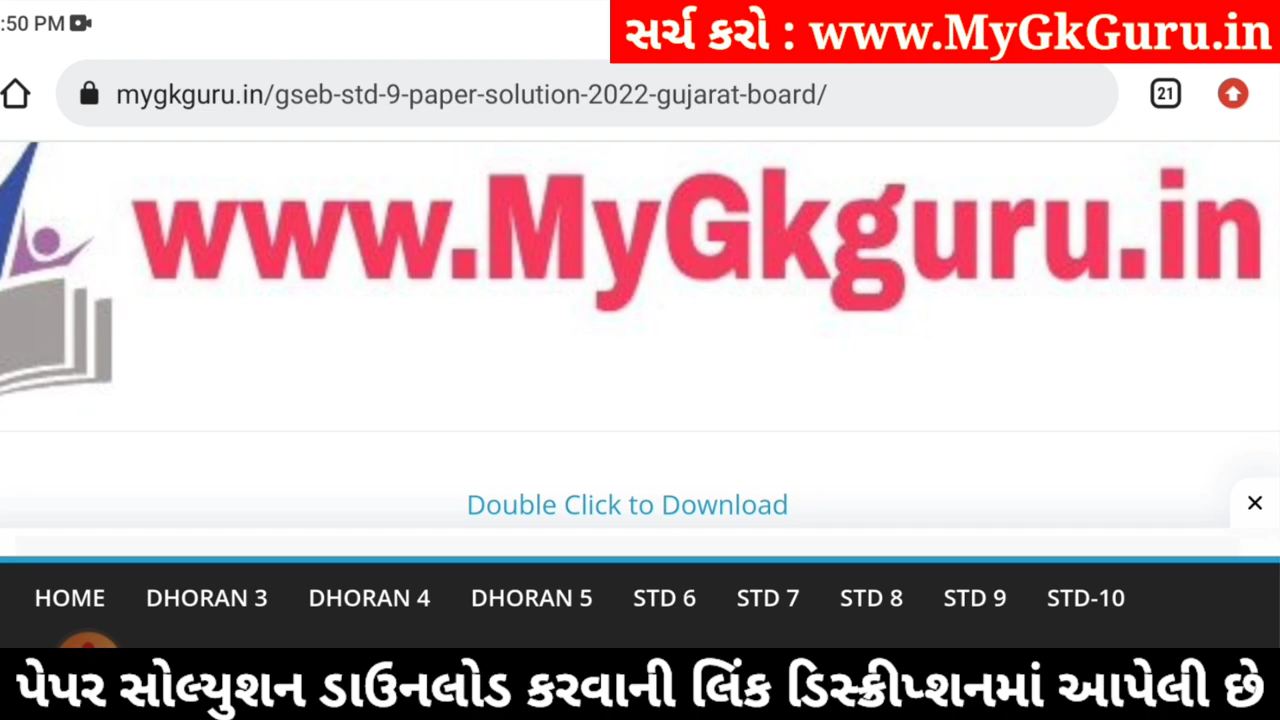 :50 PM
સર્ચ કરો : www.MyGkGuru.in
mygkguru.in/gseb-std-9-paper-solution-2022-gujarat-board/
21
www.MyGkguru.in
Double Click to Download
×
HOME DHORAN 3 DHORAN 4 DHORAN 5 STD 6 STD 7 STD 8 STD 9 STD-10
પેપર સોલ્યુશન ડાઉનલોડ કરવાની લિંક ડિસ્ક્રીપ્શનમાં આપેલી છે